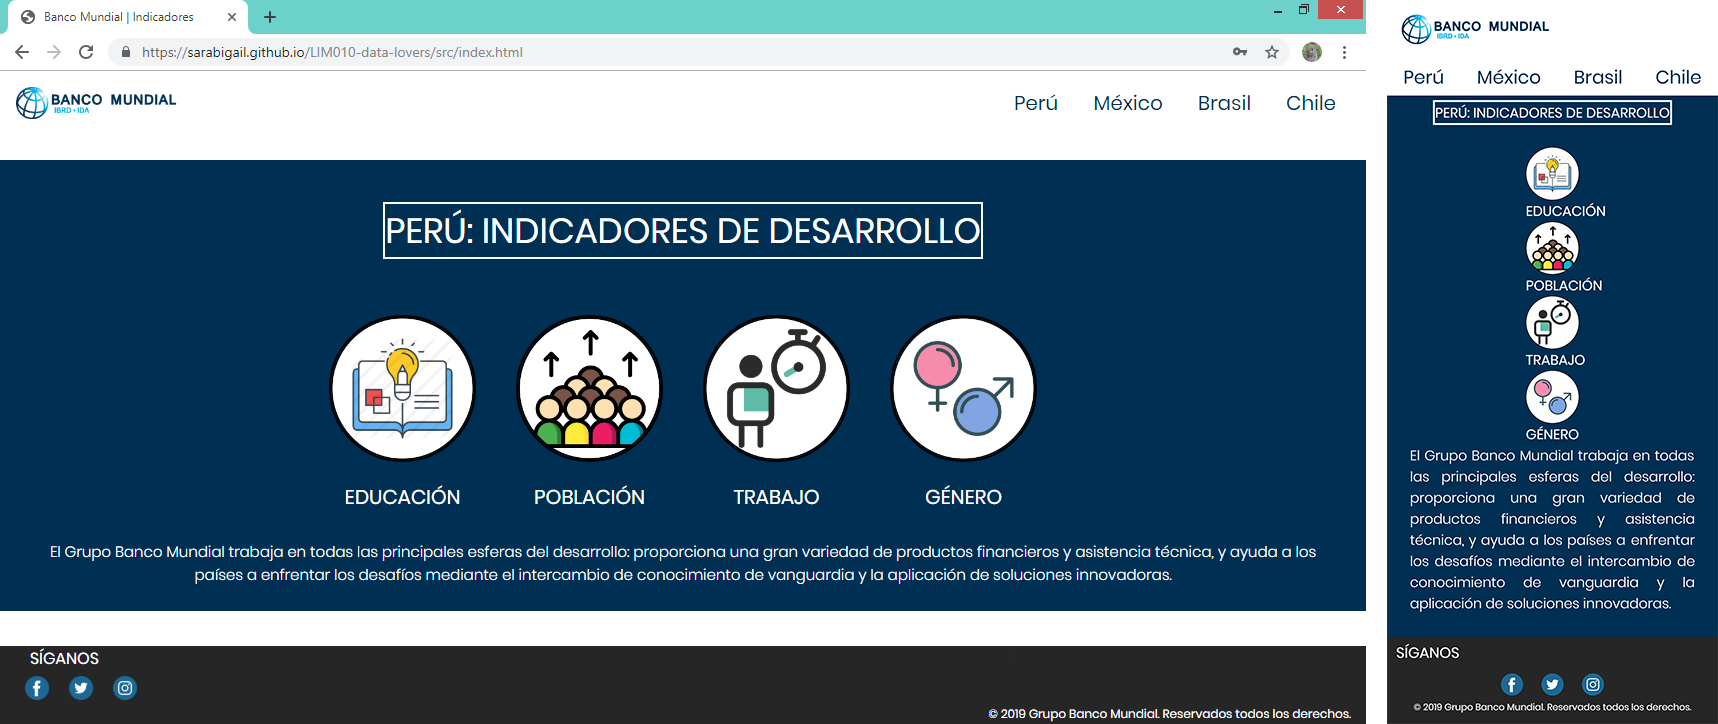 Banco Mundial | Indicadores
https://sarabigail.github.io/LIM010-data-lovers/src/index.html
BANCO MUNDIAL
IBRD • IDA
Perú México Brasil Chile
PERÚ: INDICADORES DE DESARROLLO
EDUCACIÓN POBLACIÓN TRABAJO GÉNERO
El Grupo Banco Mundial trabaja en todas las principales esferas del desarrollo: proporciona una gran variedad de productos financieros y asistencia técnica, y ayuda a los
países a enfrentar los desafíos mediante el intercambio de conocimiento de vanguardia y la aplicación de soluciones innovadoras.
SÍGANOS
© 2019 Grupo Banco Mundial. Reservados todos los derechos.
BANCO MUNDIAL
IBRD • IDA
Perú México Brasil Chile
PERÚ: INDICADORES DE DESARROLLO
EDUCACIÓN
POBLACIÓN
TRABAJO
GÉNERO
El Grupo Banco Mundial trabaja en todas
las principales esferas del desarrollo:
proporciona una gran variedad de
productos financieros y asistencia
técnica, y ayuda a los países a enfrentar
los desafíos mediante el intercambio de
conocimiento de vanguardia y la
aplicación de soluciones innovadoras.
SÍGANOS
© 2019 Grupo Banco Mundial. Reservados todos los derechos.